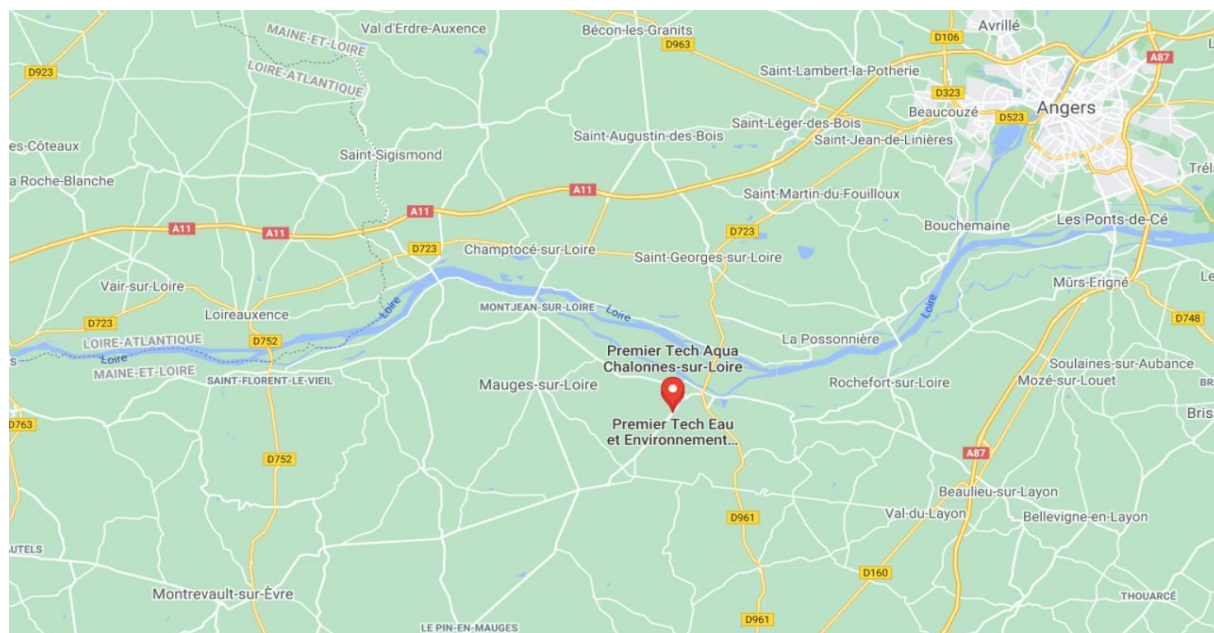 Avrillé
Val d'Erdre-Auxence
Bécon-les-Granits
MAINE-ET-LOIRE
D106
D963
A87
D923
LOIRE-ATLANTIQUE
Saint-Lambert-la-Potherie
D323
Beaucouzé
Angers
D523
Saint-Léger-des-Bois
Saint-Augustin-des-Bois
Saint-Jean-de-Linières
es-Côteaux
Saint-Sigismond
Tréla
a Roche-Blanche
A11
Saint-Martin-du-Fouilloux
A11
A11
A11
Bouchemaine
Les Ponts-de-Cé
D723
D723
Champtocé-sur-Loire
Saint-Georges-sur-Loire
Vair-sur-Loire
Mûrs-Erigné
Le
Loire
Loire
MONTJEAN-SUR-LOIRE
Loire
Loireauxence
D723
D748
LOIRE-ATLANTIQUE
D752
La Possonnière
Premier Tech Aqua
Chalonnes-sur-Loire
s
Loire
MAINE-ET-LOIRE
Soulaines-sur-Aubance
SAINT-FLORENT-LE-VIEIL
Mauges-sur-Loire
Rochefort-sur-Loire
Mozé-sur-Louet
BR
Bris
D763
Premier Tech Eau
et Environnement...
D752
A87
Beaulieu-sur-Layon
Val-du-Layon
Bellevigne-en-Layon
D961
AUTELS
D160
Montrevault-sur-Èvre
THOUARCÉ
D961
LE PIN-EN-MAUGES